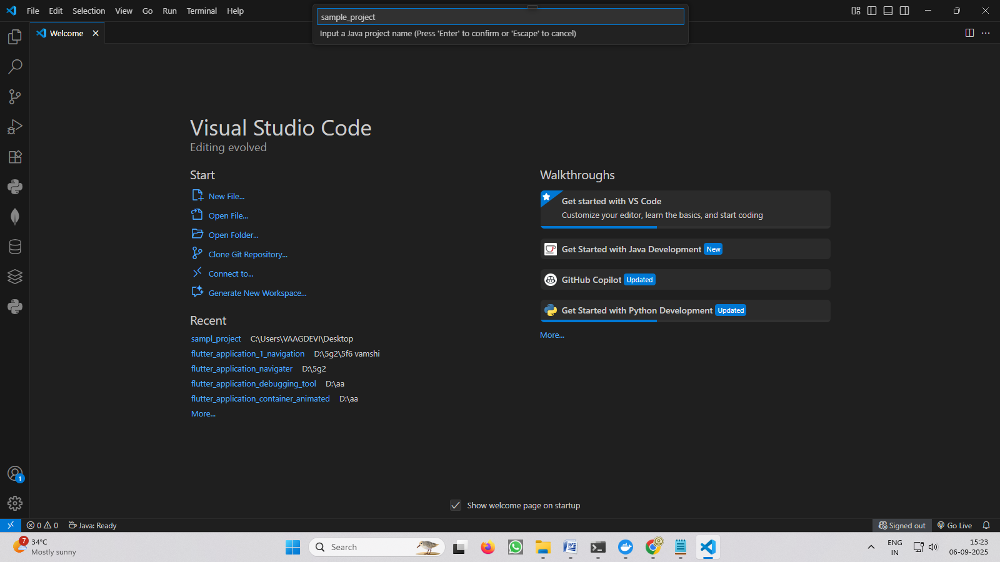 File Edit Selection View Go Run Terminal Help
sample_project
Input a Java project name (Press 'Enter' to confirm or 'Escape' to cancel)
Welcome
Visual Studio Code
Editing evolved
Start
New File...
Open File...
Open Folder...
Clone Git Repository...
Connect to...
Generate New Workspace...
Recent
sampl_project C:\Users\VAAGDEVI\Desktop
flutter_application_1_navigation D:\5g2\5f6 vamshi
flutter_application_navigater D:\5g2
flutter_application_debugging_tool D:\aa
flutter_application_container_animated D:\aa
More...
Walkthroughs
Get started with VS Code
Customize your editor, learn the basics, and start coding
Get Started with Java Development New
GitHub Copilot Updated
Get Started with Python Development Updated
More...
Show welcome page on startup
1
0 0 Java: Ready
Signed out Go Live
7
34°C
Mostly sunny
Search
ENG
IN
15:23
06-09-2025